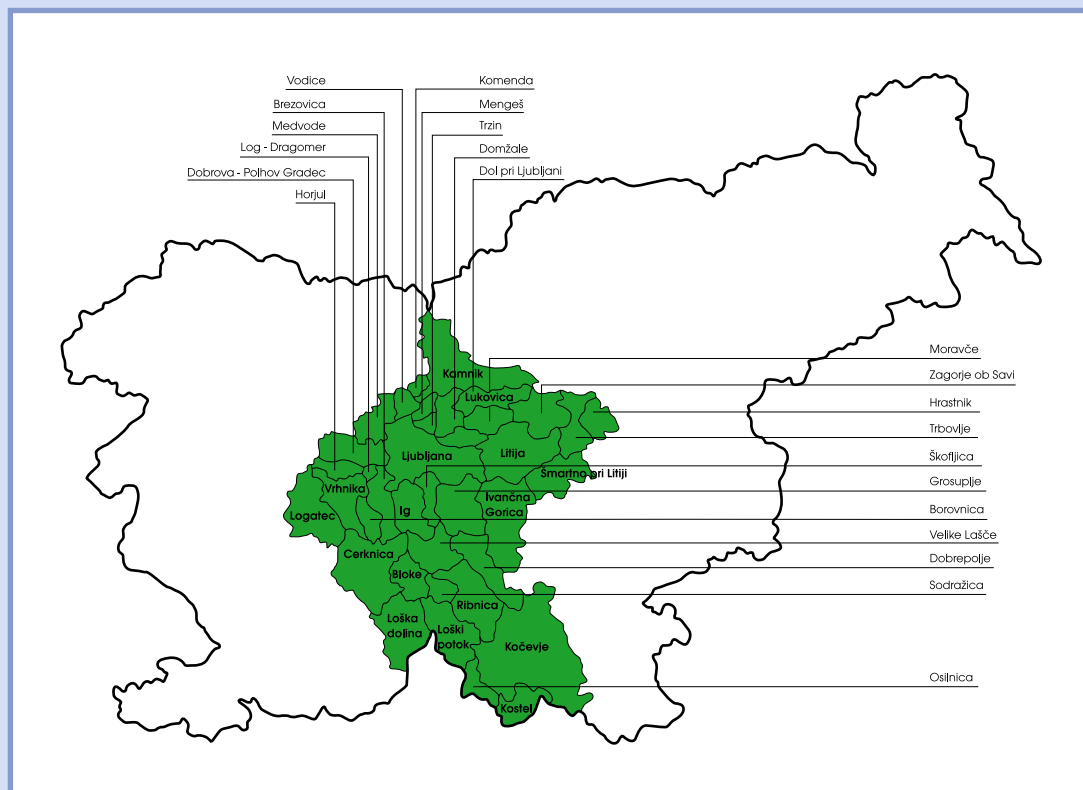 Vodice
Komenda
Brezovica
Mengeš
Medvode
Trzin
Log - Dragomer
Domžale
Dobrova - Polhov Gradec
Dol pri Ljubljani
Horjul
Moravče
Kamnik
Zagorje ob Savi
Lukovica
Hrastnik
Trbovlje
Ljubljana
Litija
Škofljica
Šmartno pri Litiji
Grosuplje
Vrhnika
Ivančna
Gorica
Ig
Borovnica
Logatec
Velike Lašče
Cerknica
Dobrepolje
Bloke
Sodražica
Ribnica
Loška
dolina
Loški
potok
Kočevje
Osilnica
Kostel